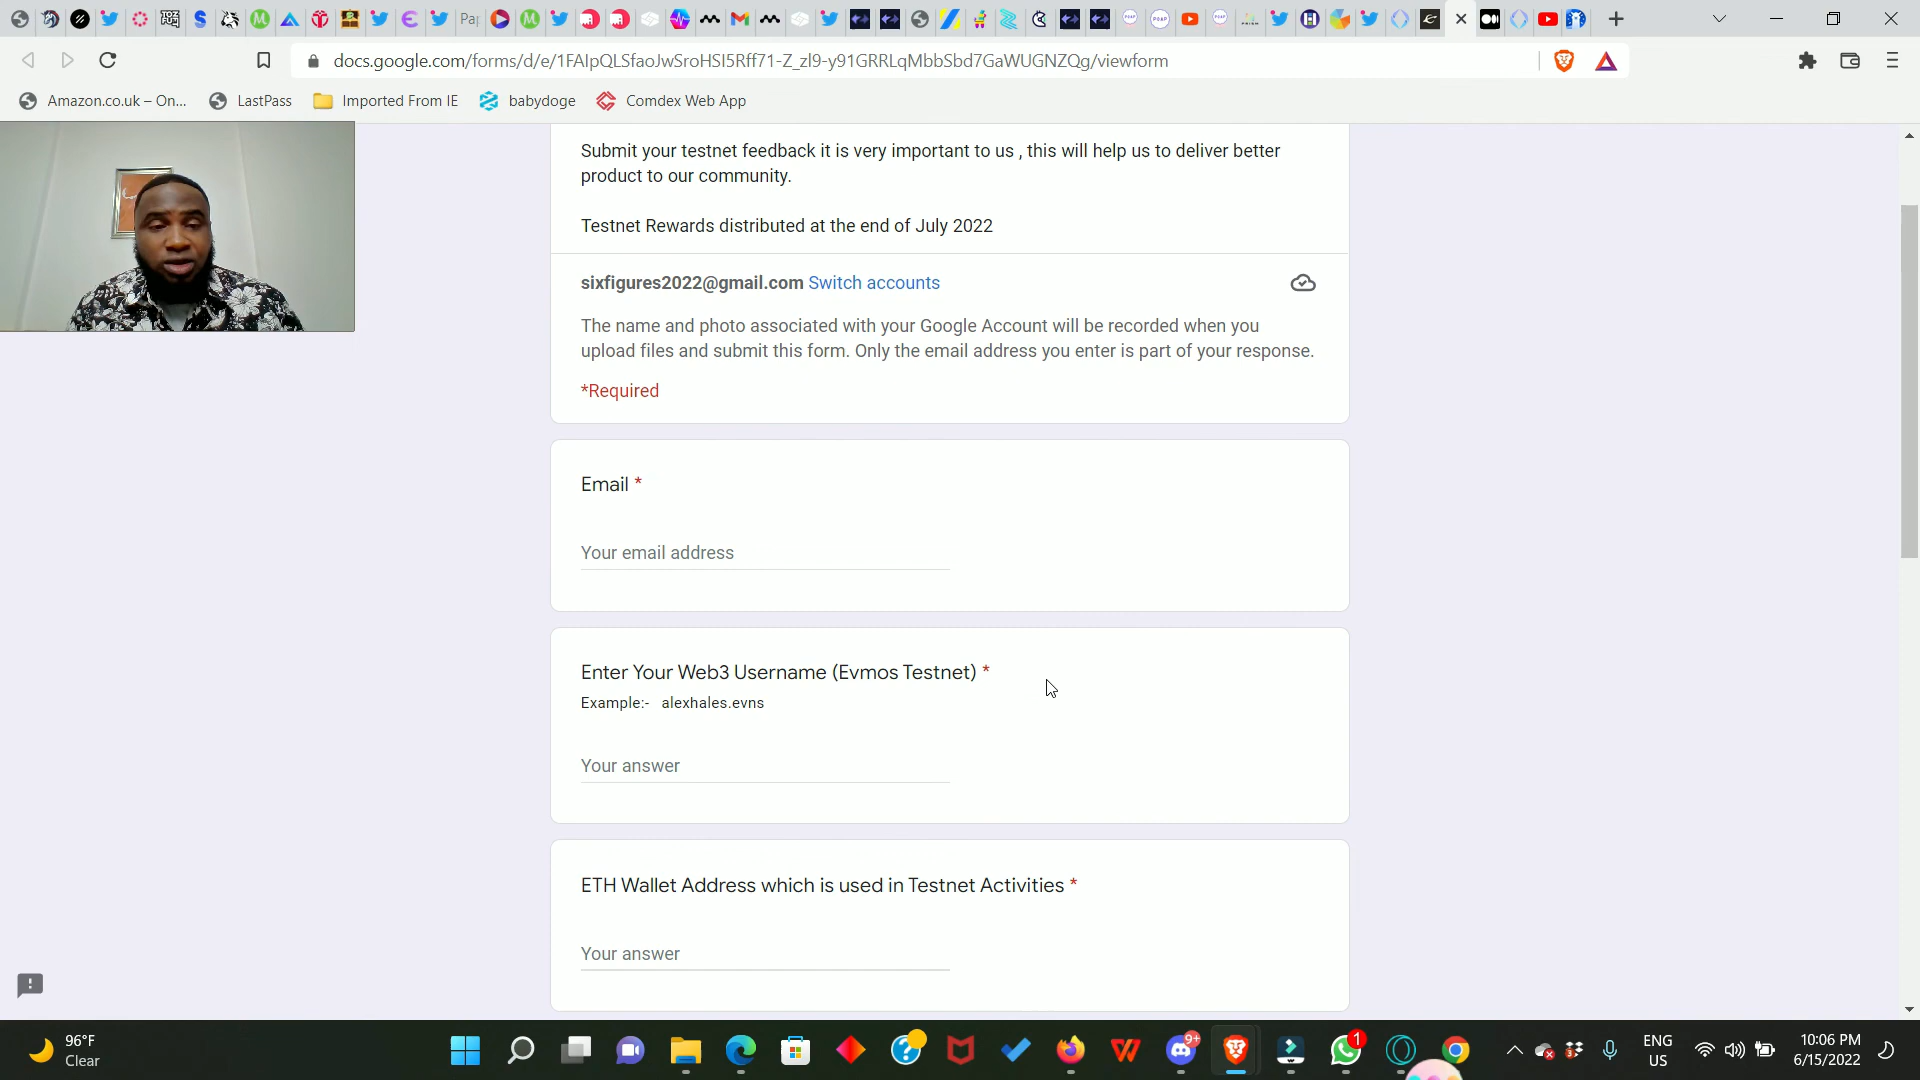 Pa
docs.google.com/forms/d/e/1FAIpQLSfaoJwSroHSI5Rff71-Z_zl9-y91GRRLqMbbSbd7GaWUGNZQg/viewform
Amazon.co.uk – On...
LastPass
Imported From IE
babydoge
Comdex Web App
Submit your testnet feedback it is very important to us , this will help us to deliver better
product to our community.
Testnet Rewards distributed at the end of July 2022
sixfigures2022@gmail.com Switch accounts
The name and photo associated with your Google Account will be recorded when you
upload files and submit this form. Only the email address you enter is part of your response.
*Required
Email *
Your email address
Enter Your Web3 Username (Evmos Testnet) *
Example:- alexhales.evns
Your answer
ETH Wallet Address which is used in Testnet Activities *
Your answer
96°F
Clear
9+
1
ENG
US
10:06 PM
6/15/2022